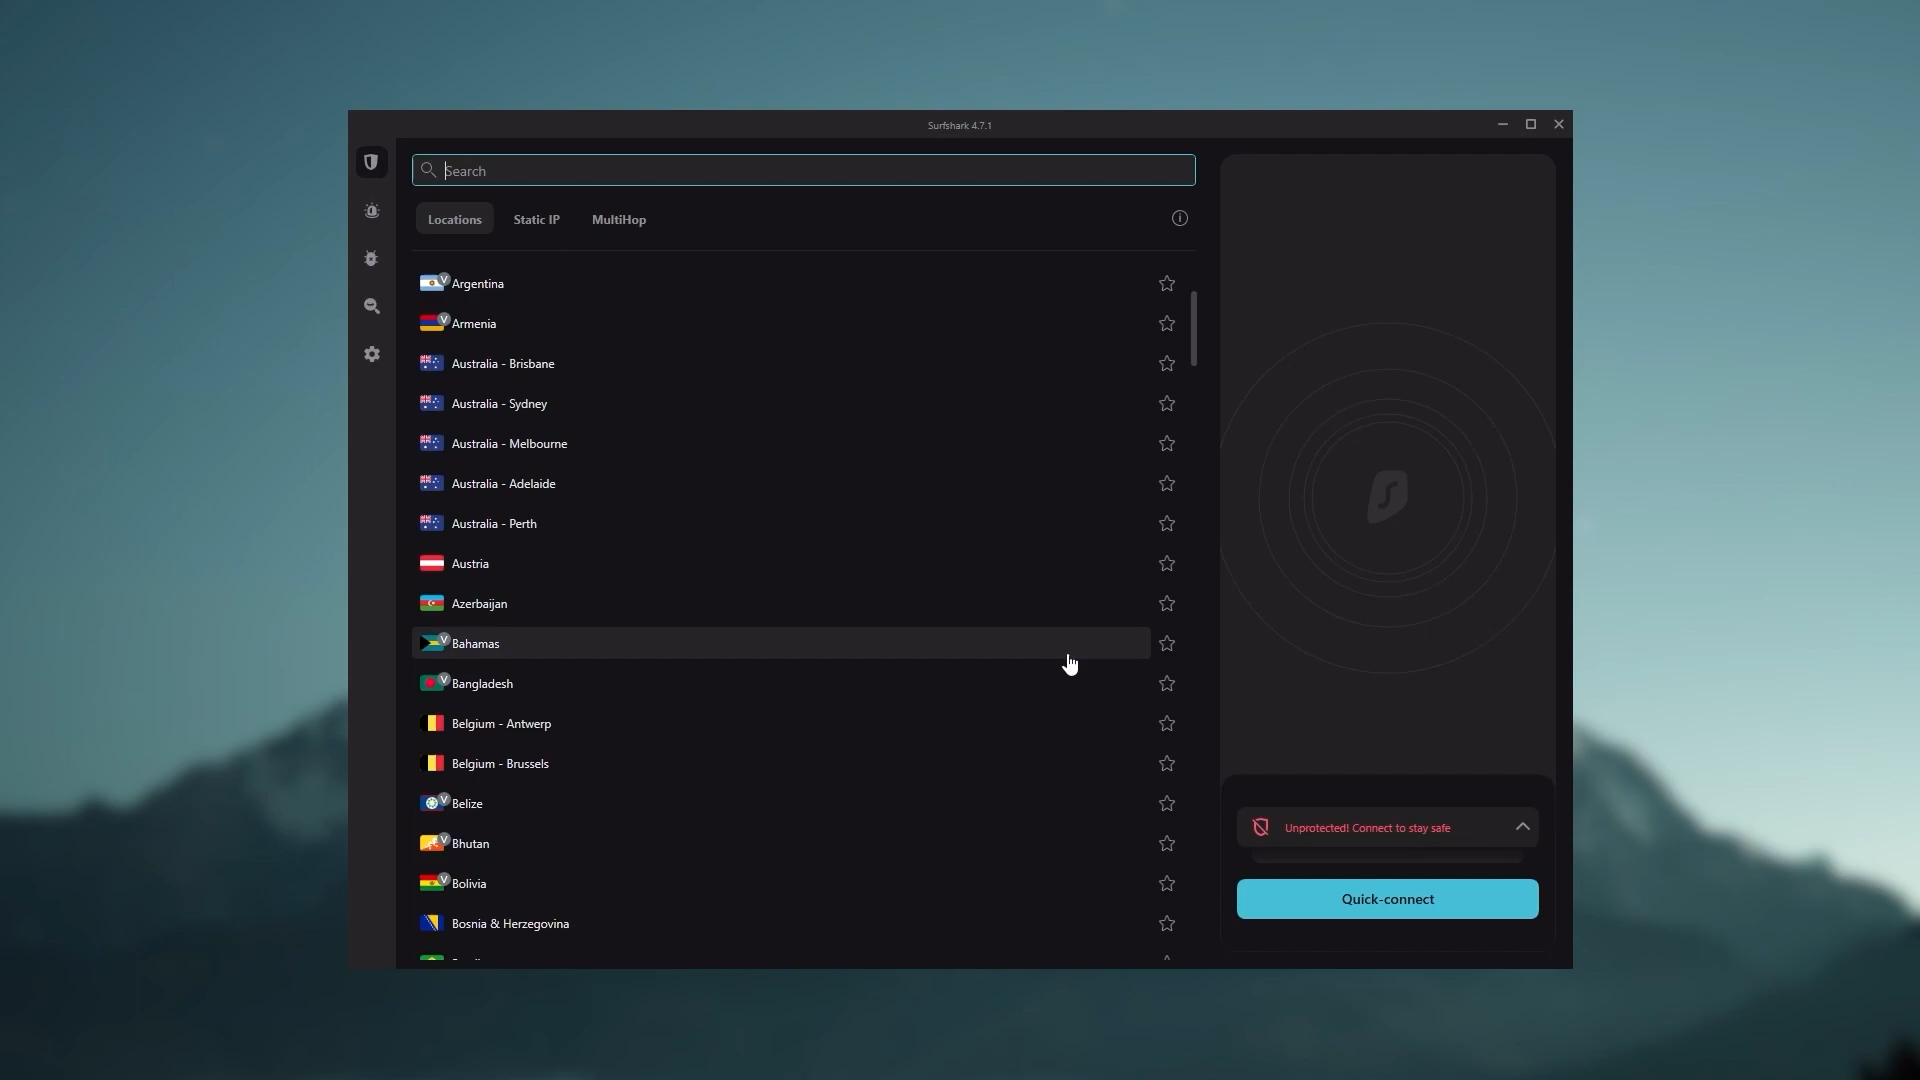 Surfshark 4.7.1
Search
Locations
Static IP
MultiHop
V Argentina
V Armenia
Australia - Brisbane
Australia - Sydney
Australia - Melbourne
Australia - Adelaide
Australia - Perth
Austria
Azerbaijan
V Bahamas
V Bangladesh
Belgium - Antwerp
Belgium - Brussels
V Belize
V Bhutan
V Bolivia
Bosnia & Herzegovina
Unprotected! Connect to stay safe
Quick-connect